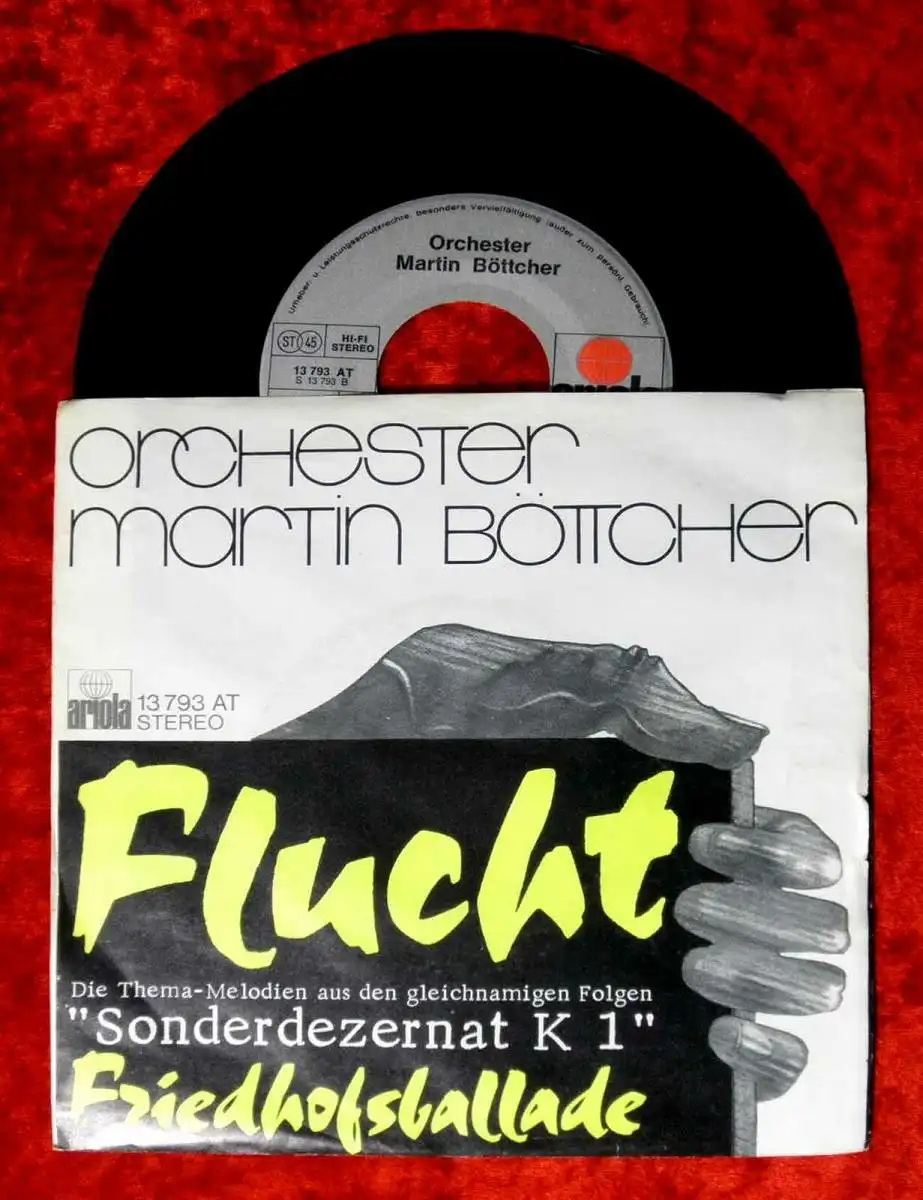 Urheber- u. Leistungsschutzrechte, besonders Vervielfältigung (außer zum persönl. Gebrauch)
Orchester
Martin Böttcher
ST 45
HI-FI
STEREO
13 793 AT
S 13 793 B
ariola
orchester
martin Böttcher
ariola
13 793 AT
STEREO
Flucht
Die Thema-Melodien aus den gleichnamigen Folgen
"Sonderdezernat K 1"
Friedhofsballade